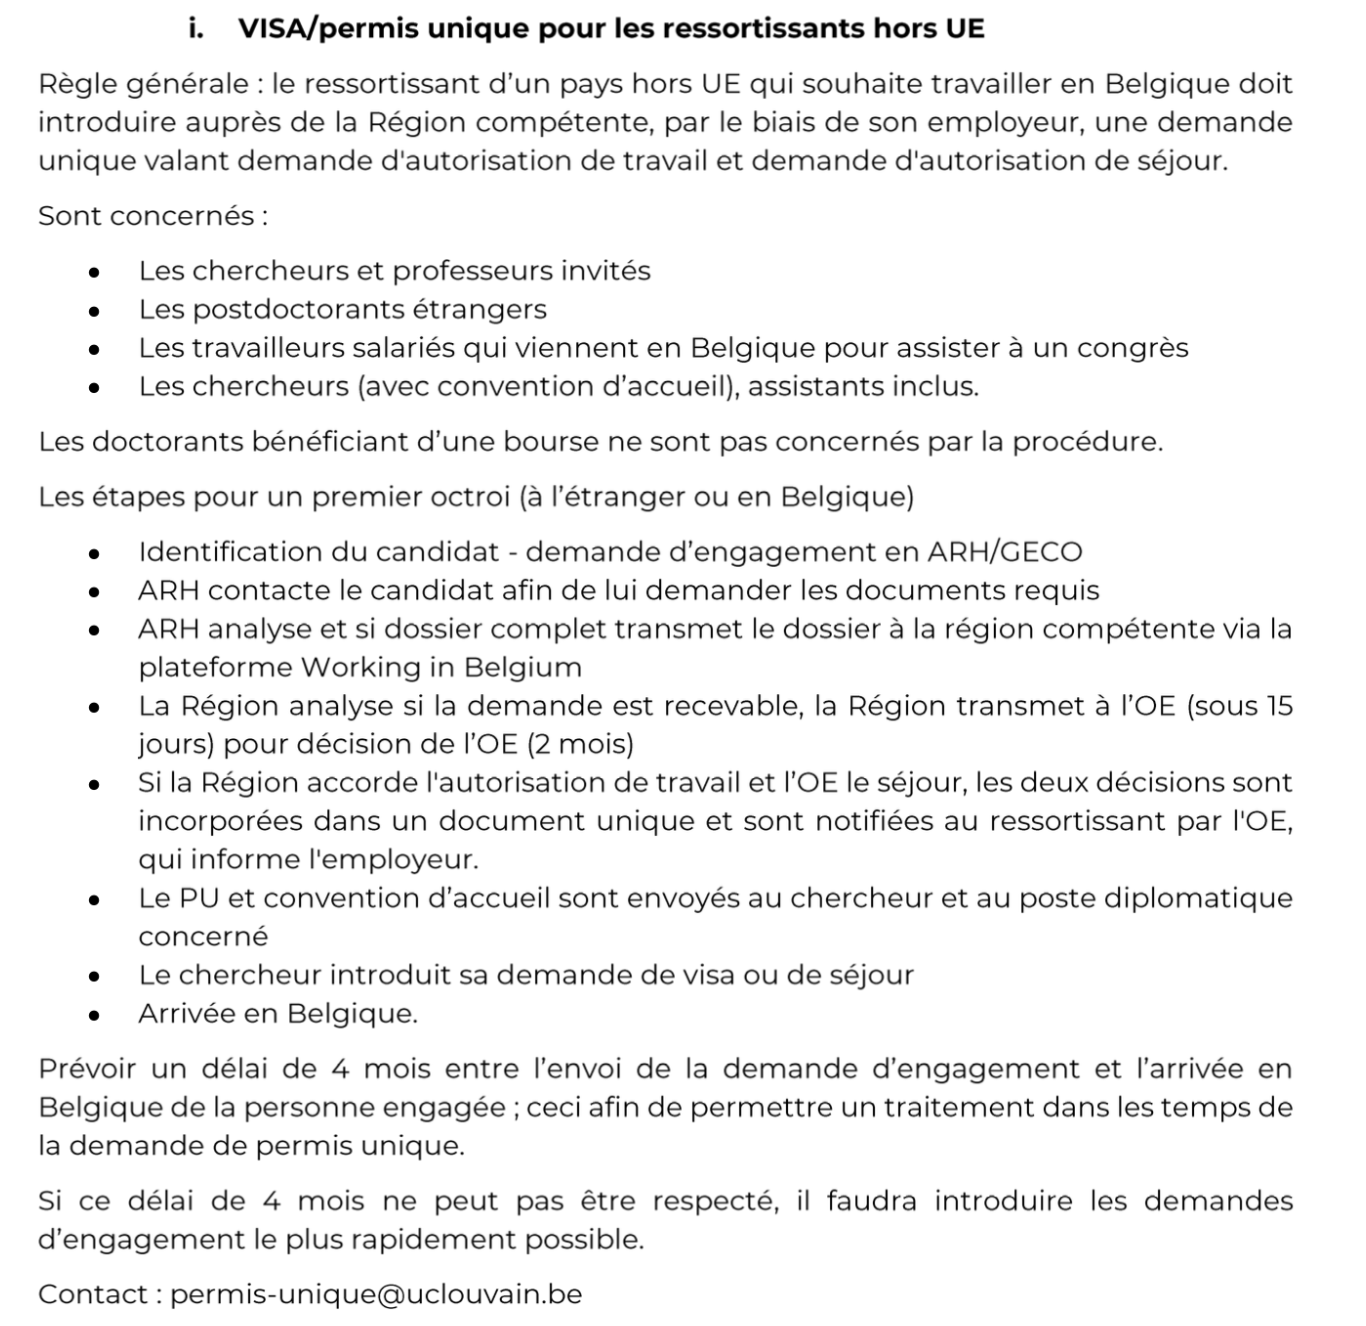 i. VISA/permis unique pour les ressortissants hors UE
Règle générale : le ressortissant d’un pays hors UE qui souhaite travailler en Belgique doit
introduire auprès de la Région compétente, par le biais de son employeur, une demande
unique valant demande d'autorisation de travail et demande d'autorisation de séjour.
Sont concernés :
• Les chercheurs et professeurs invités
• Les postdoctorants étrangers
• Les travailleurs salariés qui viennent en Belgique pour assister à un congrès
• Les chercheurs (avec convention d’accueil), assistants inclus.
Les doctorants bénéficiant d’une bourse ne sont pas concernés par la procédure.
Les étapes pour un premier octroi (à l’étranger ou en Belgique)
• Identification du candidat - demande d’engagement en ARH/GECO
• ARH contacte le candidat afin de lui demander les documents requis
• ARH analyse et si dossier complet transmet le dossier à la région compétente via la
plateforme Working in Belgium
• La Région analyse si la demande est recevable, la Région transmet à l’OE (sous 15
jours) pour décision de l’OE (2 mois)
• Si la Région accorde l'autorisation de travail et l’OE le séjour, les deux décisions sont
incorporées dans un document unique et sont notifiées au ressortissant par l'OE,
qui informe l'employeur.
• Le PU et convention d’accueil sont envoyés au chercheur et au poste diplomatique
concerné
• Le chercheur introduit sa demande de visa ou de séjour
• Arrivée en Belgique.
Prévoir un délai de 4 mois entre l’envoi de la demande d’engagement et l’arrivée en
Belgique de la personne engagée ; ceci afin de permettre un traitement dans les temps de
la demande de permis unique.
Si ce délai de 4 mois ne peut pas être respecté, il faudra introduire les demandes
d’engagement le plus rapidement possible.
Contact : permis-unique@uclouvain.be